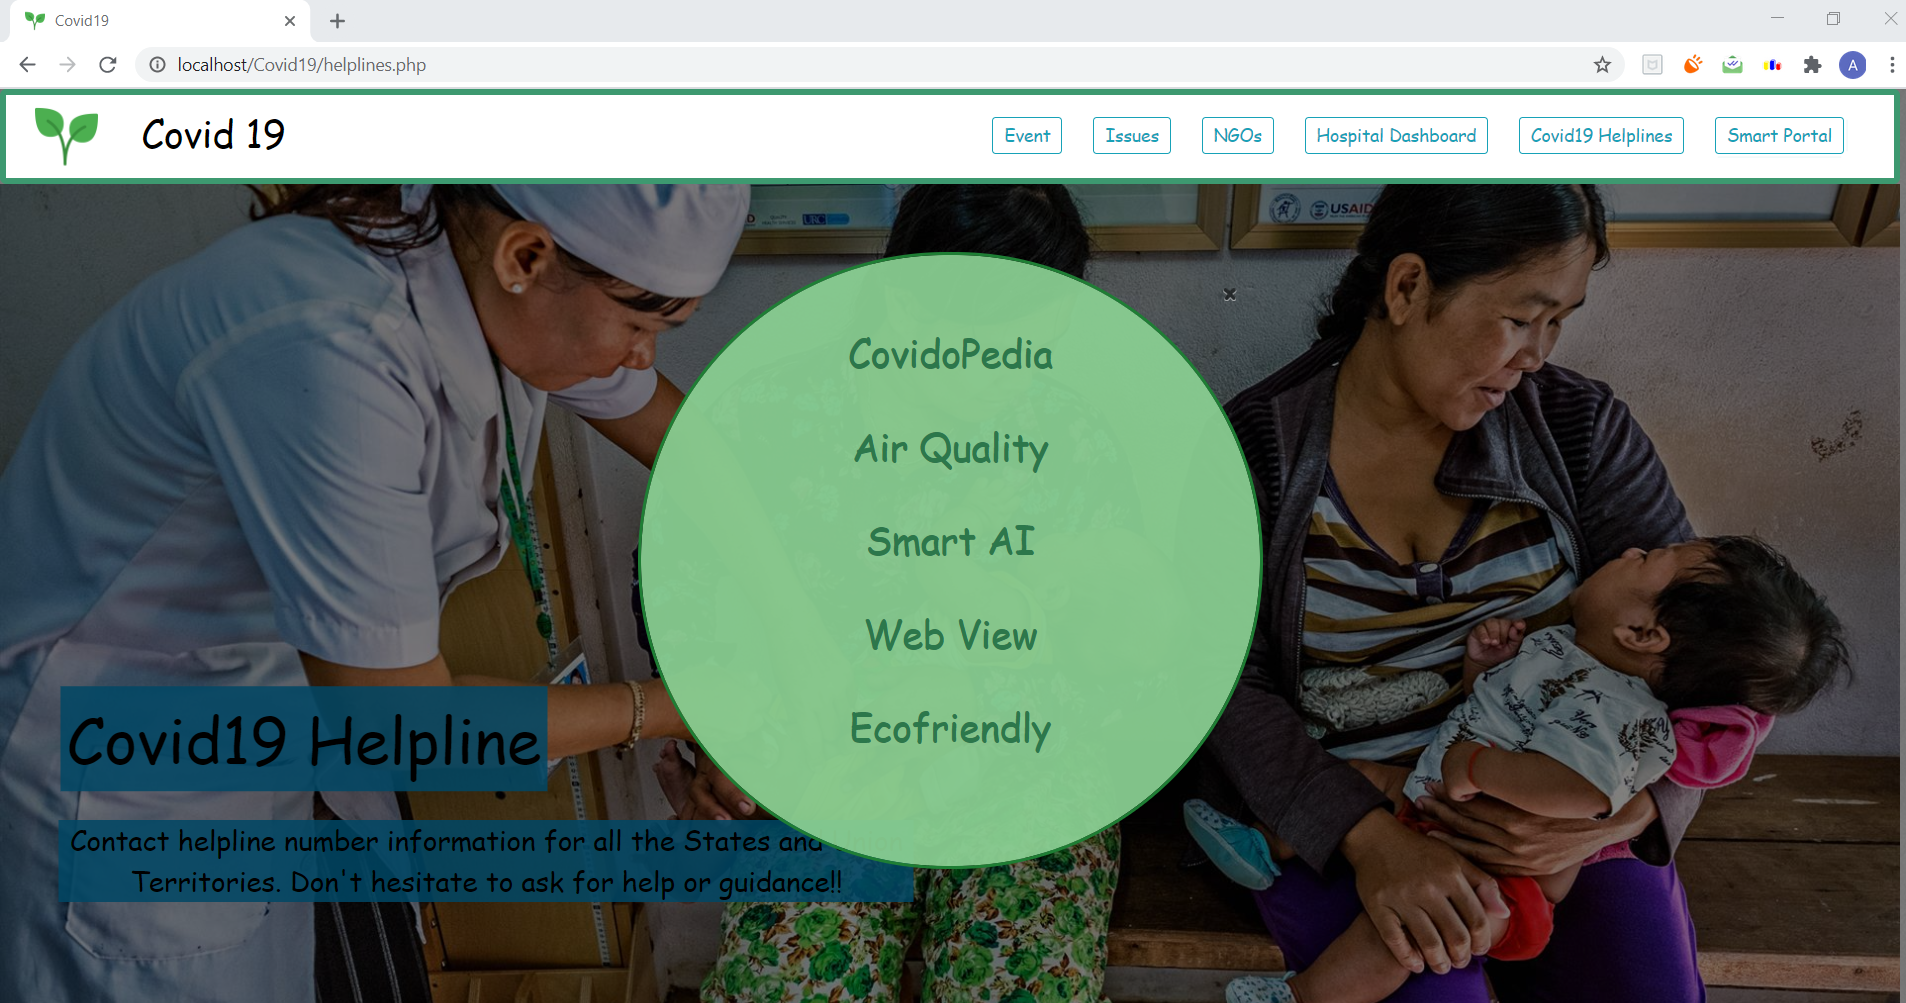 Covid19
localhost/Covid19/helplines.php
A
Covid 19
Event
Issues
NGOs
Hospital Dashboard
Covid19 Helplines
Smart Portal
URC
USAID
CovidoPedia
Air Quality
Smart AI
Web View
Ecofriendly
Covid19 Helpline
Contact helpline number information for all the States and Union
Territories. Don't hesitate to ask for help or guidance!!